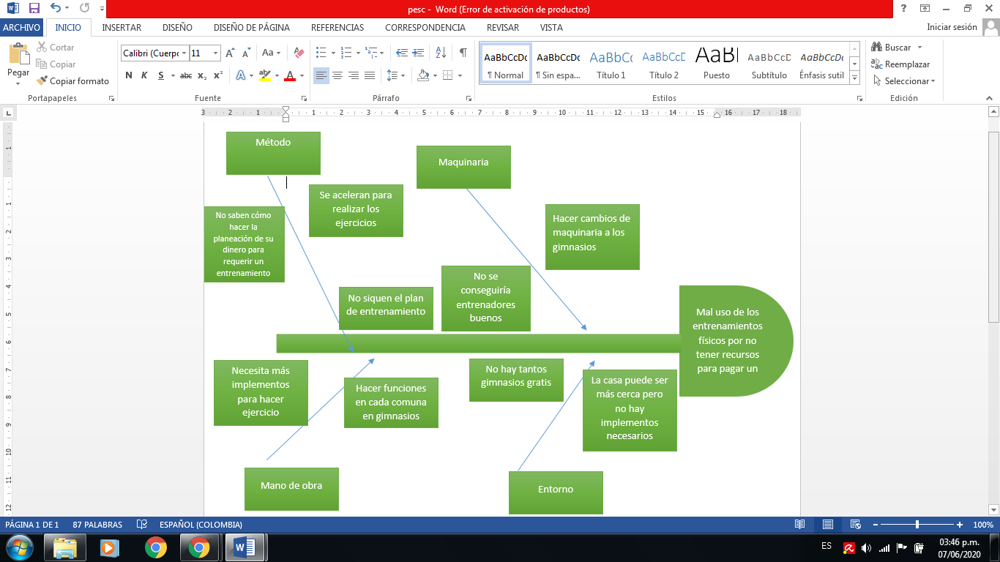 pesc - Word (Error de activación de productos)
ARCHIVO INICIO INSERTAR DISEÑO DISEÑO DE PÁGINA REFERENCIAS CORRESPONDENCIA REVISAR VISTA Iniciar sesión
Pegar
Cortar
Copiar
Copiar formato
Portapapeles
Calibri (Cuerpo 11
N K S abc x₂ x²
Fuente
Párrafo
AaBbCcDc AaBbCcDc AaBbCc AaBbCcD AaBl AaBbCcD AaBbCcDc
¶ Normal ¶ Sin espa... Título 1 Título 2 Puesto Subtítulo Énfasis sutil
Estilos
Buscar
Reemplazar
Seleccionar
Edición
3 2 1 1 2 3 4 5 6 7 8 9 10 11 12 13 14 15 16 17 18
Método
Maquinaria
Se aceleran para
realizar los
ejercicios
No saben cómo
hacer la
planeación de su
dinero para
requerir un
entrenamiento
Hacer cambios de
maquinaria a los
gimnasios
No se
conseguiría
entrenadores
buenos
No siquen el plan
de entrenamiento
Mal uso de los
entrenamientos
físicos por no
tener recursos
para pagar un
Necesita más
implementos
para hacer
ejercicio
Hacer funciones
en cada comuna
en gimnasios
No hay tantos
gimnasios gratis
La casa puede ser
más cerca pero
no hay
implementos
necesarios
Mano de obra
Entorno
1
1
2
3
4
5
6
7
8
9
10
11
12
PÁGINA 1 DE 1 87 PALABRAS ESPAÑOL (COLOMBIA) 100%
ES 03:46 p.m.
07/06/2020